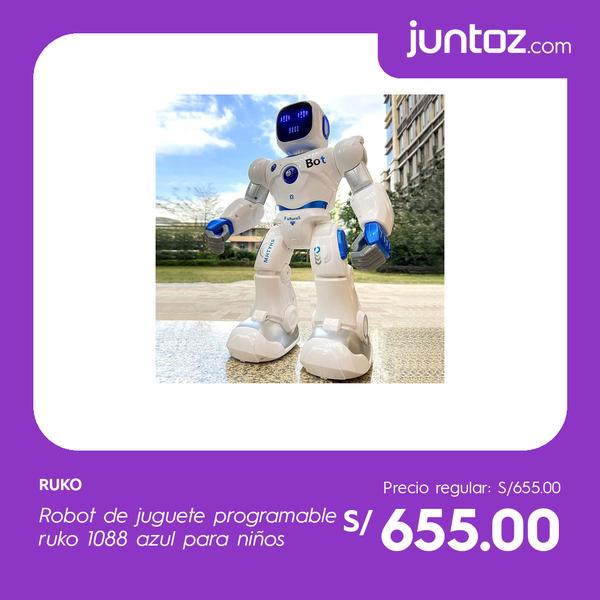 juntoz.com
Bot
RUKO
Precio regular: S/655.00
Robot de juguete programable
ruko 1088 azul para niños
S/ 655.00